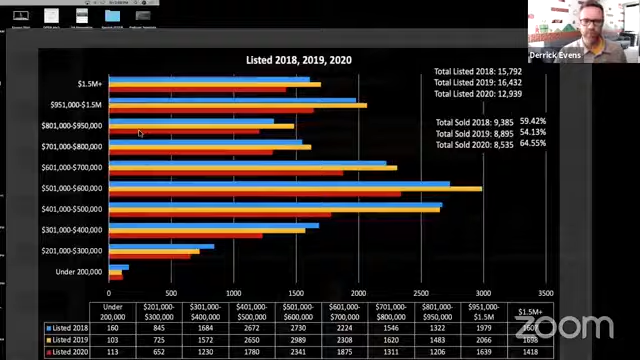 Derrick Evens
Listed 2018, 2019, 2020
Total Listed 2018: 15,792
Total Listed 2019: 16,432
Total Listed 2020: 12,939
Total Sold 2018: 9,385 59.42%
Total Sold 2019: 8,895 54.13%
Total Sold 2020: 8,535 64.55%
$1.5M+
$951,000-$1.5M
$801,000-$950,000
$701,000-$800,000
$601,000-$700,000
$501,000-$600,000
$401,000-$500,000
$301,000-$400,000
$201,000-$300,000
Under 200,000
0 500 1000 1500 2000 2500 3000 3500
Under 200,000 $201,000-$300,000 $301,000-$400,000 $401,000-$500,000 $501,000-$600,000 $601,000-$700,000 $701,000-$800,000 $801,000-$950,000 $951,000-$1.5M $1.5M+
Listed 2018 160 845 1684 2672 2730 2224 1546 1322 1979 1607
Listed 2019 103 725 1572 2650 2989 2308 1620 1483 2066 1698
Listed 2020 113 652 1230 1780 2341 1875 1311 1206 1639 1418
zoom